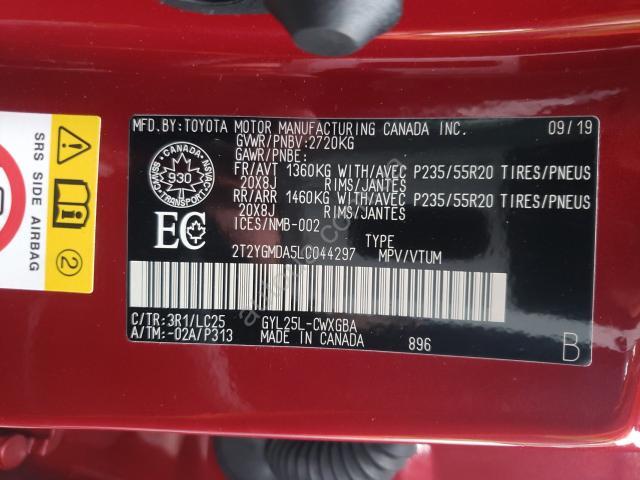 MFD.BY:TOYOTA MOTOR MANUFACTURING CANADA INC. 09/19
GVWR/PNBV:2720KG
GAWR/PNBE:
FR/AVT 1360KG WITH/AVEC P235/55R20 TIRES/PNEUS
20X8J RIMS/JANTES
RR/ARR 1460KG WITH/AVEC P235/55R20 TIRES/PNEUS
20X8J RIMS/JANTES
ICES/NMB-002
CANADA
930
TRANSPORT
EC
TYPE
2T2YGMDA5LC044297 MPV/VTUM
C/TR:3R1/LC25 GYL25L-CWXGBA
A/TM:-02A/P313 MADE IN CANADA 896
B
SRS SIDE AIRBAG
2